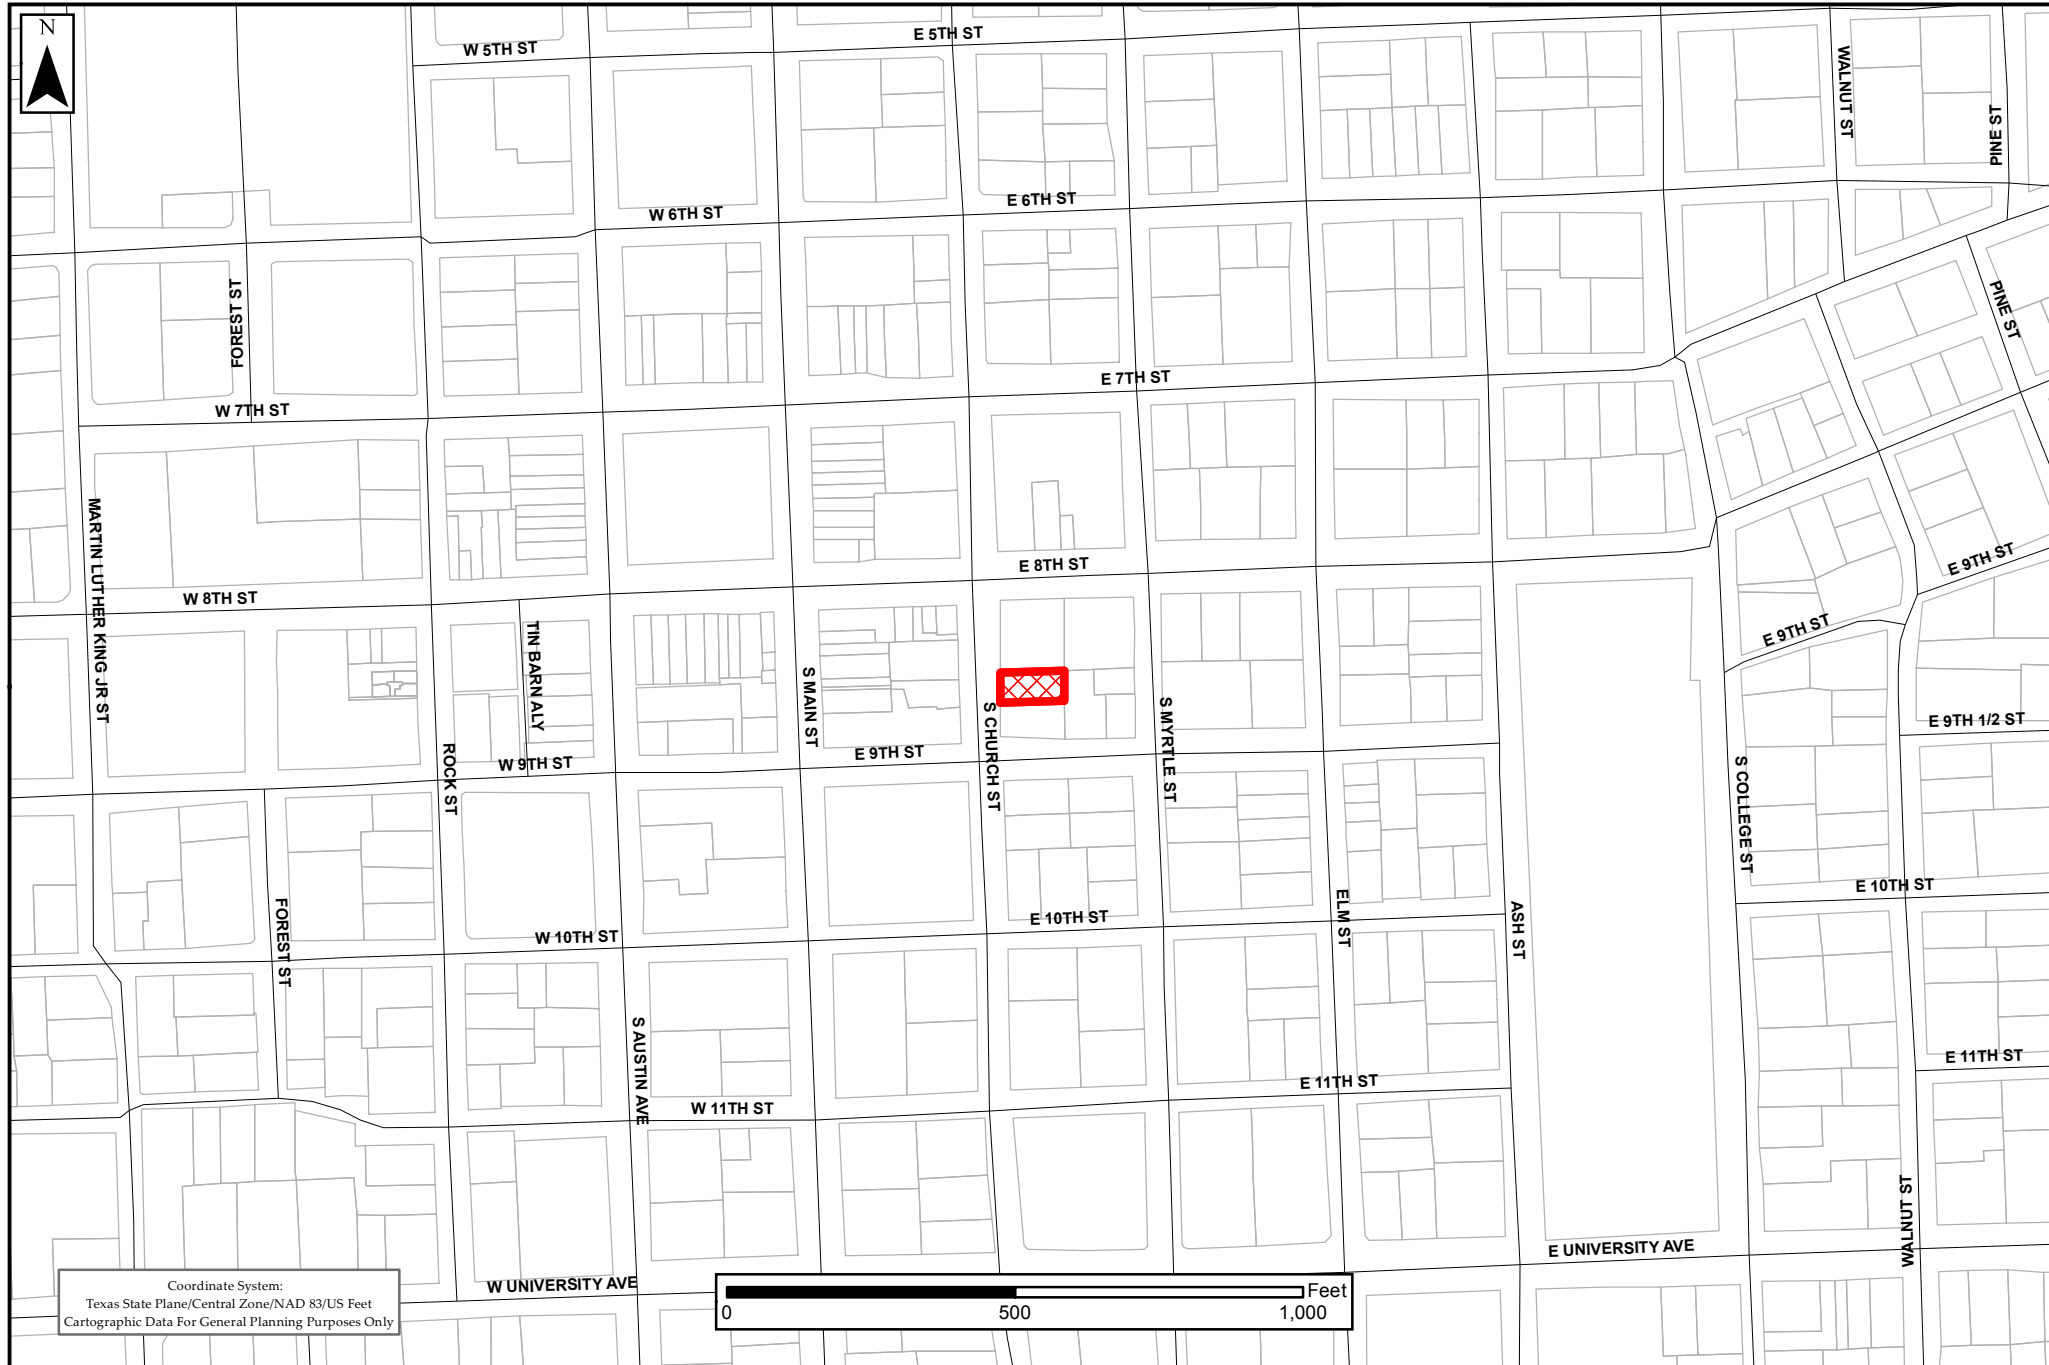 N
W 5TH ST
E 5TH ST
WALNUT ST
PINE ST
W 6TH ST
E 6TH ST
FOREST ST
PINE ST
W 7TH ST
E 7TH ST
MARTIN LUTHER KING JR ST
W 8TH ST
E 8TH ST
E 9TH ST
E 9TH ST
TIN BARN ALY
S MAIN ST
S CHURCH ST
S MYRTLE ST
ROCK ST
W 9TH ST
E 9TH ST
E 9TH 1/2 ST
S COLLEGE ST
FOREST ST
W 10TH ST
E 10TH ST
ELM ST
ASH ST
E 10TH ST
S AUSTIN AVE
W 11TH ST
E 11TH ST
E 11TH ST
WALNUT ST
W UNIVERSITY AVE
E UNIVERSITY AVE
Coordinate System:
Texas State Plane/Central Zone/NAD 83/US Feet
Cartographic Data For General Planning Purposes Only
Feet
0
500
1,000